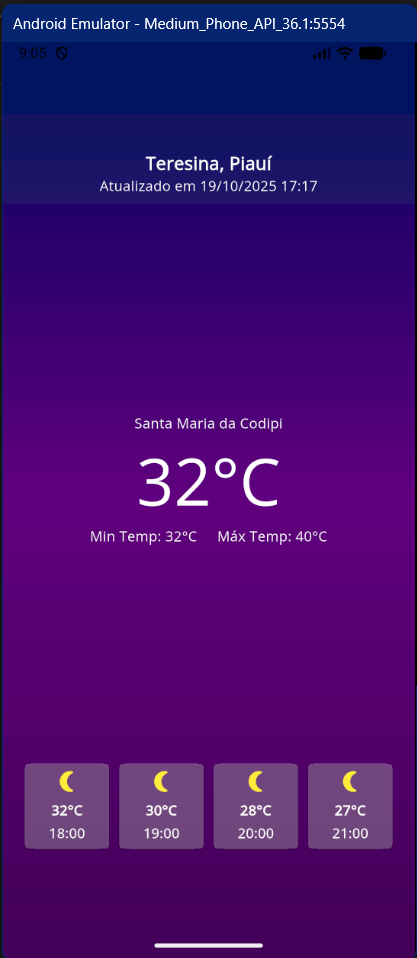 Android Emulator - Medium_Phone_API_36.1:5554
9:05
Teresina, Piauí
Atualizado em 19/10/2025 17:17
Santa Maria da Codipi
32°C
Min Temp: 32°C Máx Temp: 40°C
32°C 30°C 28°C 27°C
18:00 19:00 20:00 21:00